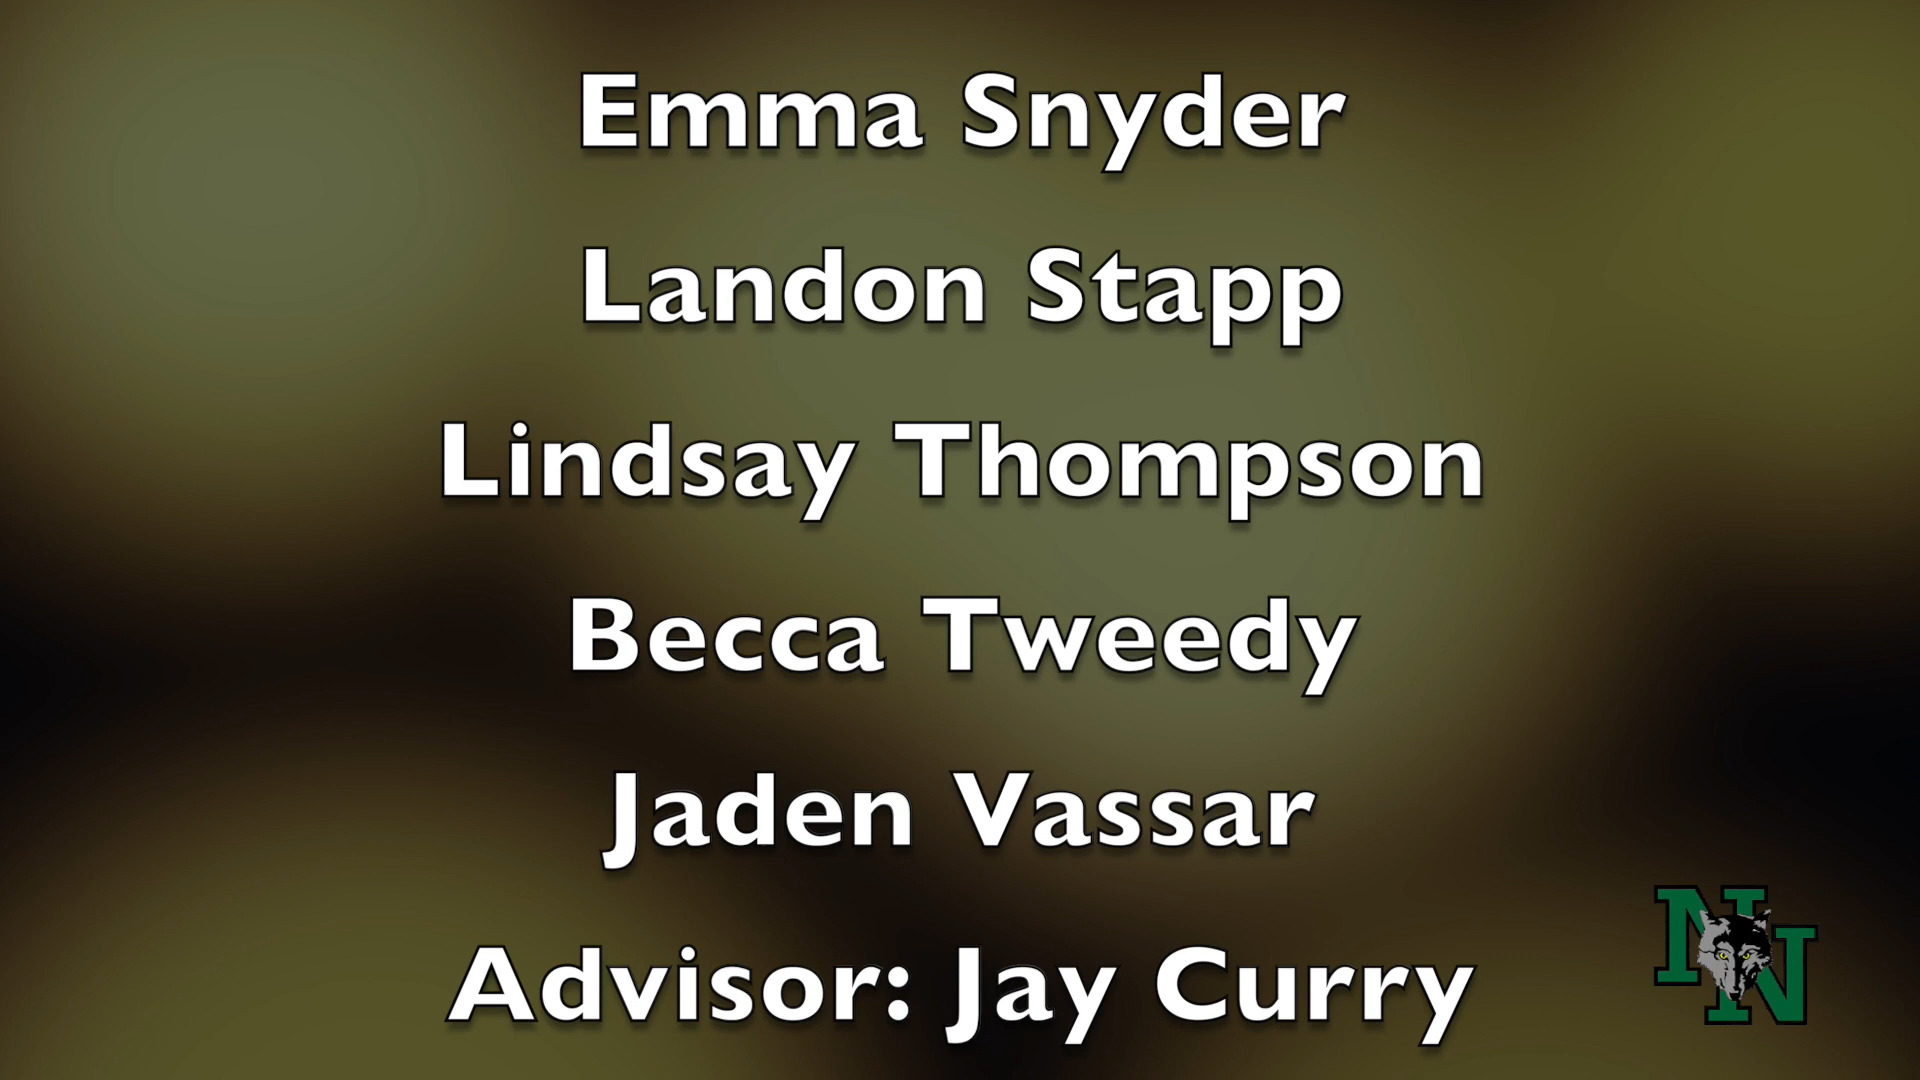 Emma Snyder
Landon Stapp
Lindsay Thompson
Becca Tweedy
Jaden Vassar
Advisor: Jay Curry
NN